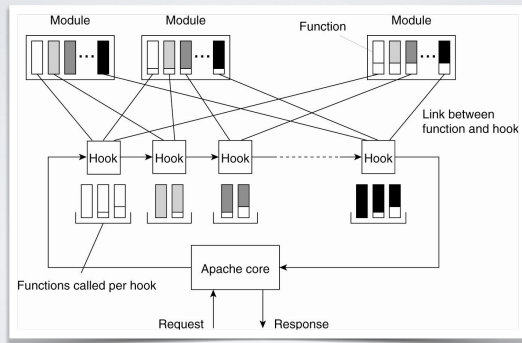 Module
Module
Function
Module
Link between
function and hook
Hook
Hook
Hook
Hook
Functions called per hook
Apache core
Request
Response